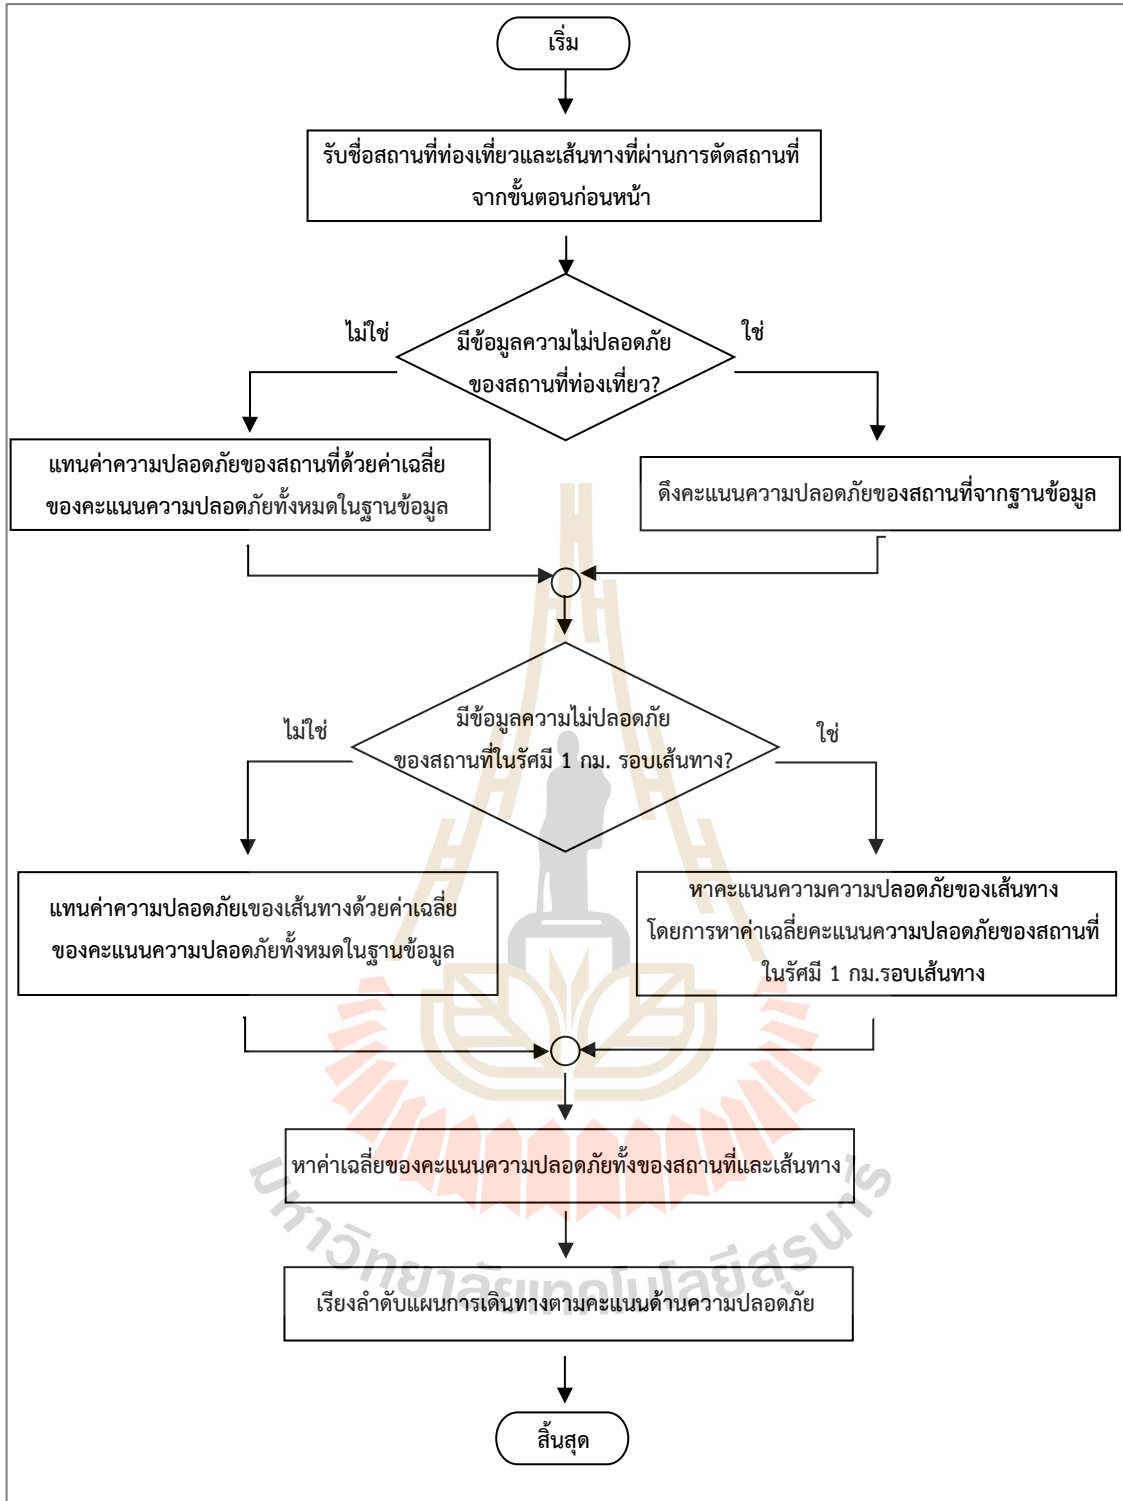 เริ่ม
รับชื่อสถานที่ท่องเที่ยวและเส้นทางที่ผ่านการตัดสถานที่
จากขั้นตอนก่อนหน้า
ไม่ใช่
ใช่
มีข้อมูลความไม่ปลอดภัย
ของสถานที่ท่องเที่ยว?
แทนค่าความปลอดภัยของสถานที่ด้วยค่าเฉลี่ย
ของคะแนนความปลอดภัยทั้งหมดในฐานข้อมูล
ดึงคะแนนความปลอดภัยของสถานที่จากฐานข้อมูล
มีข้อมูลความไม่ปลอดภัย
ของสถานที่ในรัศมี 1 กม. รอบเส้นทาง?
ไม่ใช่
ใช่
แทนค่าความปลอดภัยเของเส้นทางด้วยค่าเฉลี่ย
ของคะแนนความปลอดภัยทั้งหมดในฐานข้อมูล
หาคะแนนความความปลอดภัยของเส้นทาง
โดยการหาค่าเฉลี่ยคะแนนความปลอดภัยของสถานที่
ในรัศมี 1 กม.รอบเส้นทาง
หาค่าเฉลี่ยของคะแนนความปลอดภัยทั้งของสถานที่และเส้นทาง
มหาวิทยาลัยเทคโนโลยีสุรนารี
เรียงลำดับแผนการเดินทางตามคะแนนด้านความปลอดภัย
สิ้นสุด